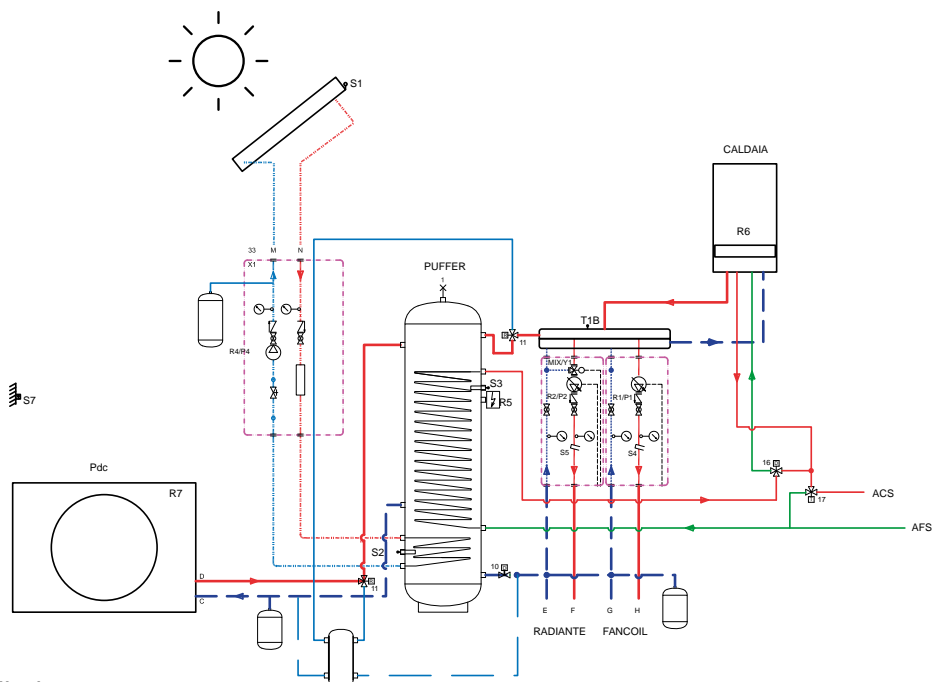 S1
CALDAIA
R6
33 M N
X1
PUFFER
1
T1B
11
R4/P4
MIX/Y1
S3
R5
R2/P2
R1/P1
S7
S5
S4
Pdc
R7
16
17
ACS
AFS
S2
10
D
11
C
E F G H
RADIANTE FANCOIL